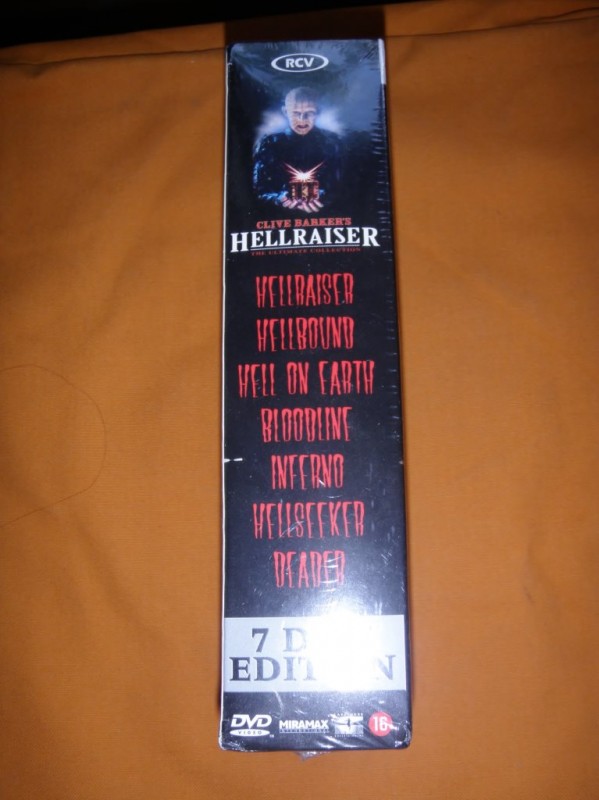 RCV
CLIVE BARKER'S
HELLRAISER
THE ULTIMATE COLLECTION
HELLRAISER
HELLBOUND
HELL ON EARTH
BLOODLINE
INFERNO
HELLSEEKER
DEADER
7 D
EDITION
DVD
VIDEO
MIRAMAX
16